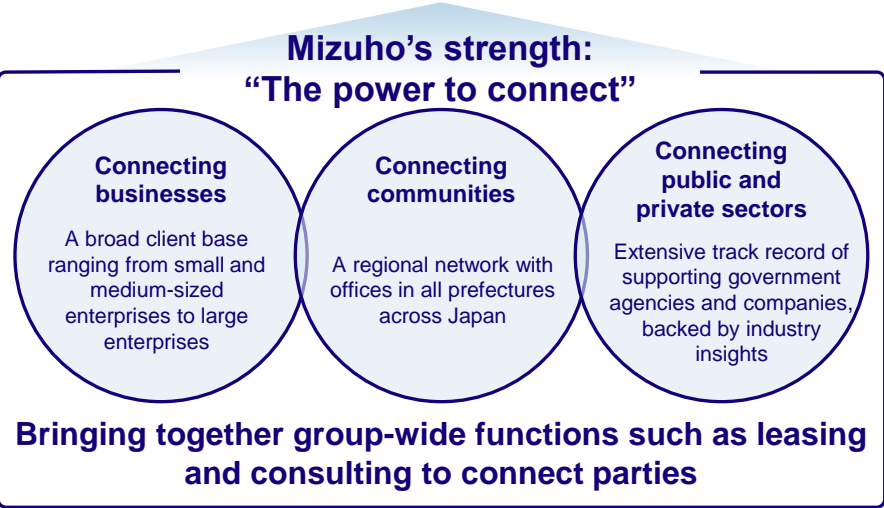 Mizuho’s strength:
“The power to connect”
Connecting
businesses
A broad client base
ranging from small and
medium-sized
enterprises to large
enterprises
Connecting
communities
A regional network with
offices in all prefectures
across Japan
Connecting
public and
private sectors
Extensive track record of
supporting government
agencies and companies,
backed by industry
insights
Bringing together group-wide functions such as leasing
and consulting to connect parties